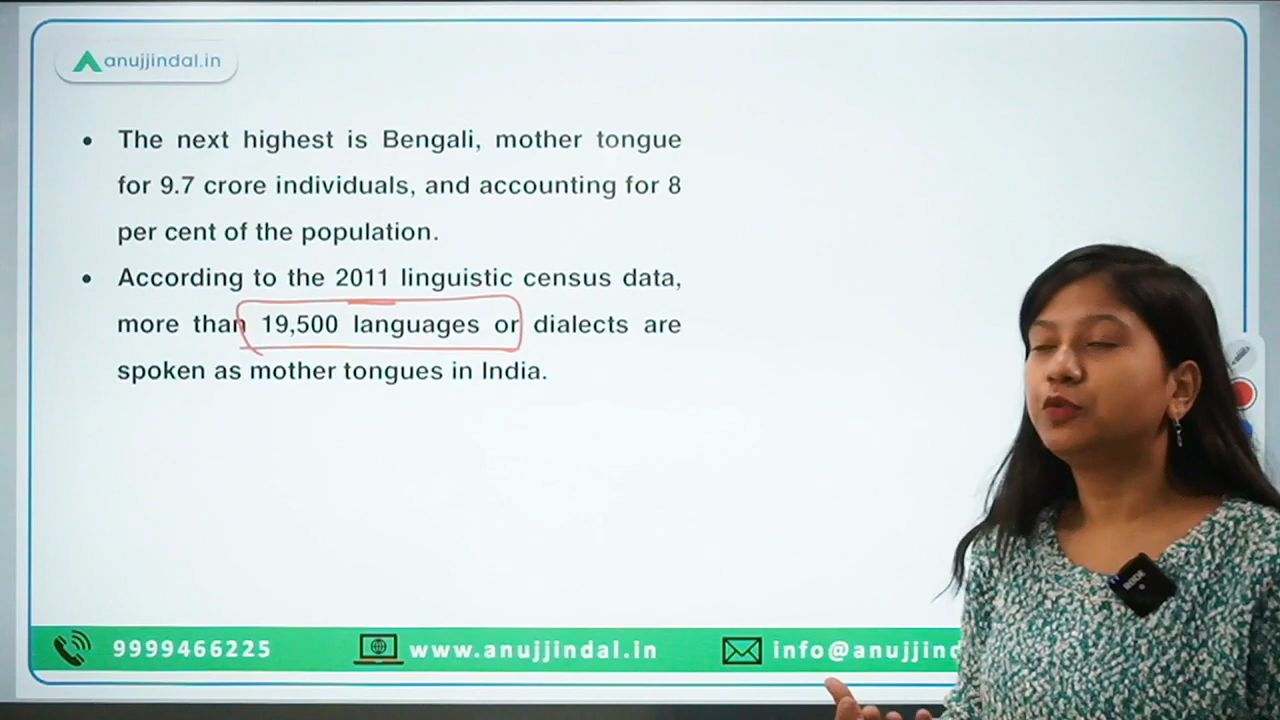 anujjindal.in
The next highest is Bengali, mother tongue
for 9.7 crore individuals, and accounting for 8
per cent of the population.
According to the 2011 linguistic census data,
more than 19,500 languages or dialects are
spoken as mother tongues in India.
9999466225 www.anujjindal.in info@anujjind